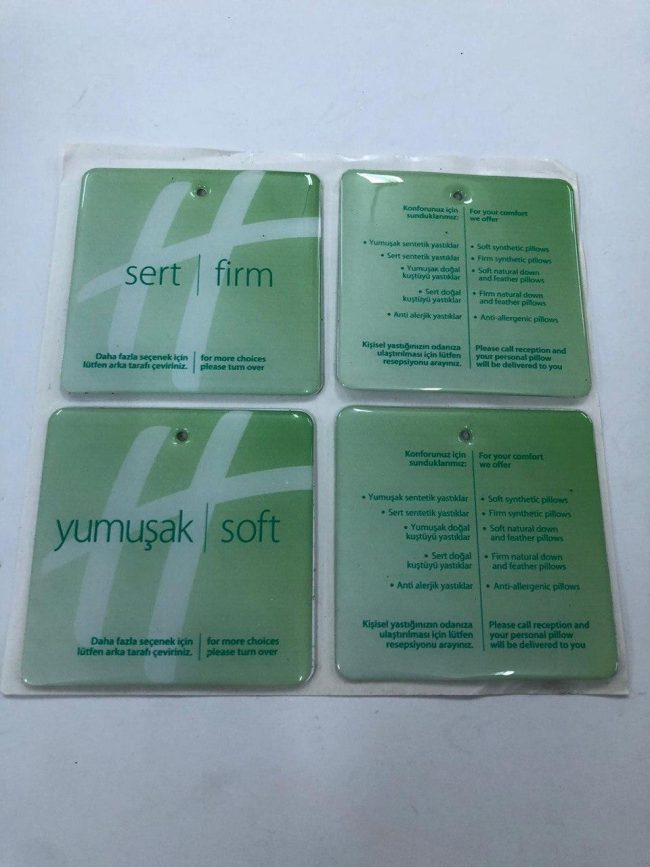 sert | firm
Daha fazla seçenek için
lütfen arka tarafı çeviriniz.
for more choices
please turn over
Konforunuz için
sunduklarımız:
• Yumuşak sentetik yastıklar
• Sert sentetik yastıklar
• Yumuşak doğal
kuştüyü yastıklar
• Sert doğal
kuştüyü yastıklar
• Anti alerjik yastıklar
Kişisel yastığınızın odanıza
ulaştırılması için lütfen
resepsiyonu arayınız.
For your comfort
we offer
• Soft synthetic pillows
• Firm synthetic pillows
• Soft natural down
and feather pillows
• Firm natural down
and feather pillows
• Anti-allergenic pillows
Please call reception and
your personal pillow
will be delivered to you
yumuşak | soft
Daha fazla seçenek için
lütfen arka tarafı çeviriniz.
for more choices
please turn over
Konforunuz için
sunduklarımız:
• Yumuşak sentetik yastıklar
• Sert sentetik yastıklar
• Yumuşak doğal
kuştüyü yastıklar
• Sert doğal
kuştüyü yastıklar
• Anti alerjik yastıklar
Kişisel yastığınızın odanıza
ulaştırılması için lütfen
resepsiyonu arayınız.
For your comfort
we offer
• Soft synthetic pillows
• Firm synthetic pillows
• Soft natural down
and feather pillows
• Firm natural down
and feather pillows
• Anti-allergenic pillows
Please call reception and
your personal pillow
will be delivered to you